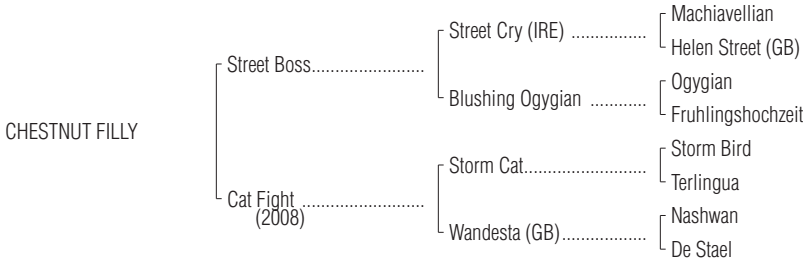 Machiavellian
Street Cry (IRE) ................
Helen Street (GB)
Street Boss........................
Ogygian
Blushing Ogygian ............
Fruhlingshochzeit
CHESTNUT FILLY
Storm Bird
Storm Cat..........................
Terlingua
Cat Fight ..........................
(2008)
Nashwan
Wandesta (GB)..................
De Stael